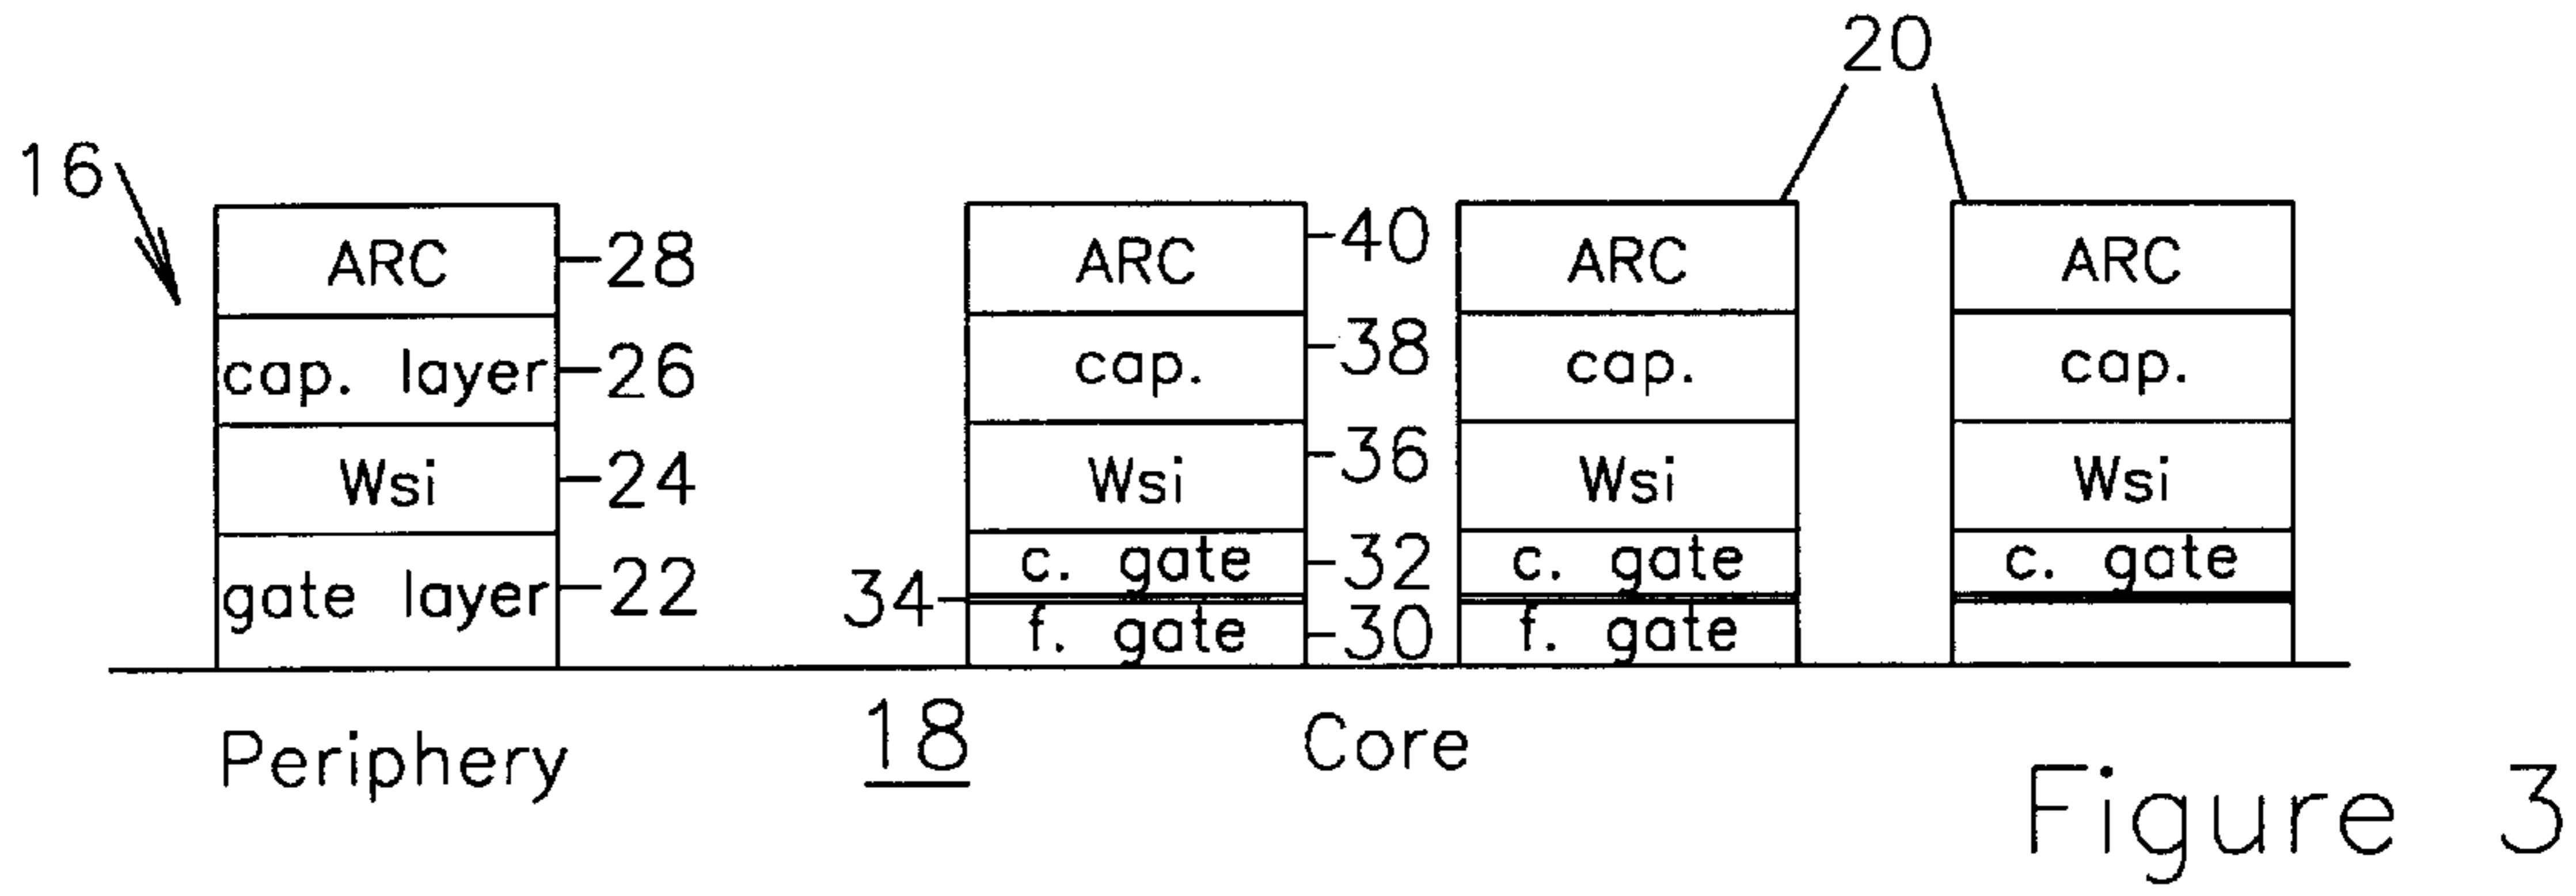 20
16
ARC 28 ARC 40 ARC ARC
cap. layer 26 cap. 38 cap. cap.
Wsi 24 Wsi 36 Wsi Wsi
c. gate 32 c. gate c. gate
gate layer 22 34 f. gate 30 f. gate
Periphery 18 Core
Figure 3